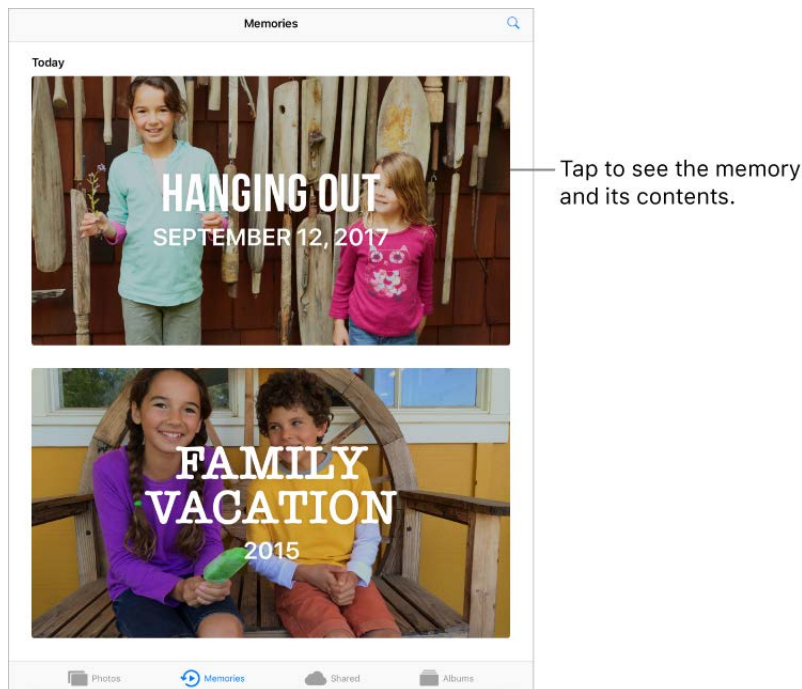 Memories
Today
HANGING OUT
SEPTEMBER 12, 2017
Tap to see the memory
and its contents.
FAMILY
VACATION
2015
Photos
Memories
Shared
Albums